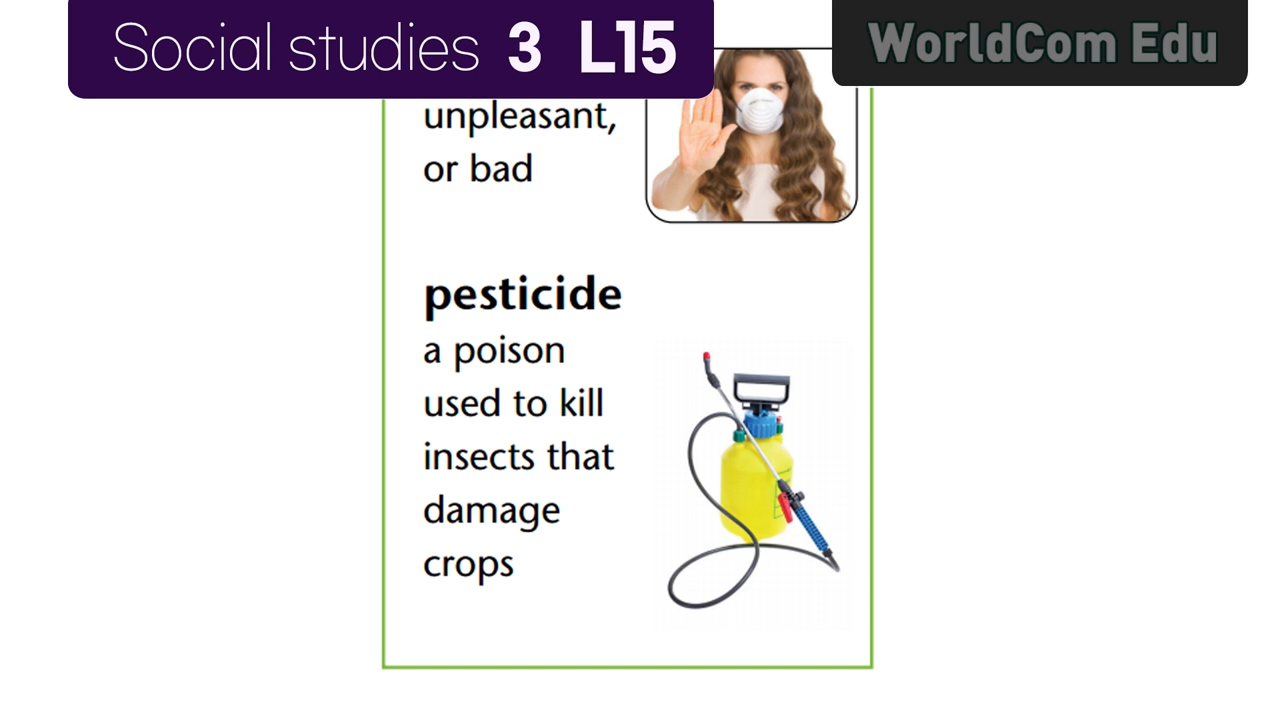 Social studies 3 L15
WorldCom Edu
unpleasant,
or bad
pesticide
a poison
used to kill
insects that
damage
crops